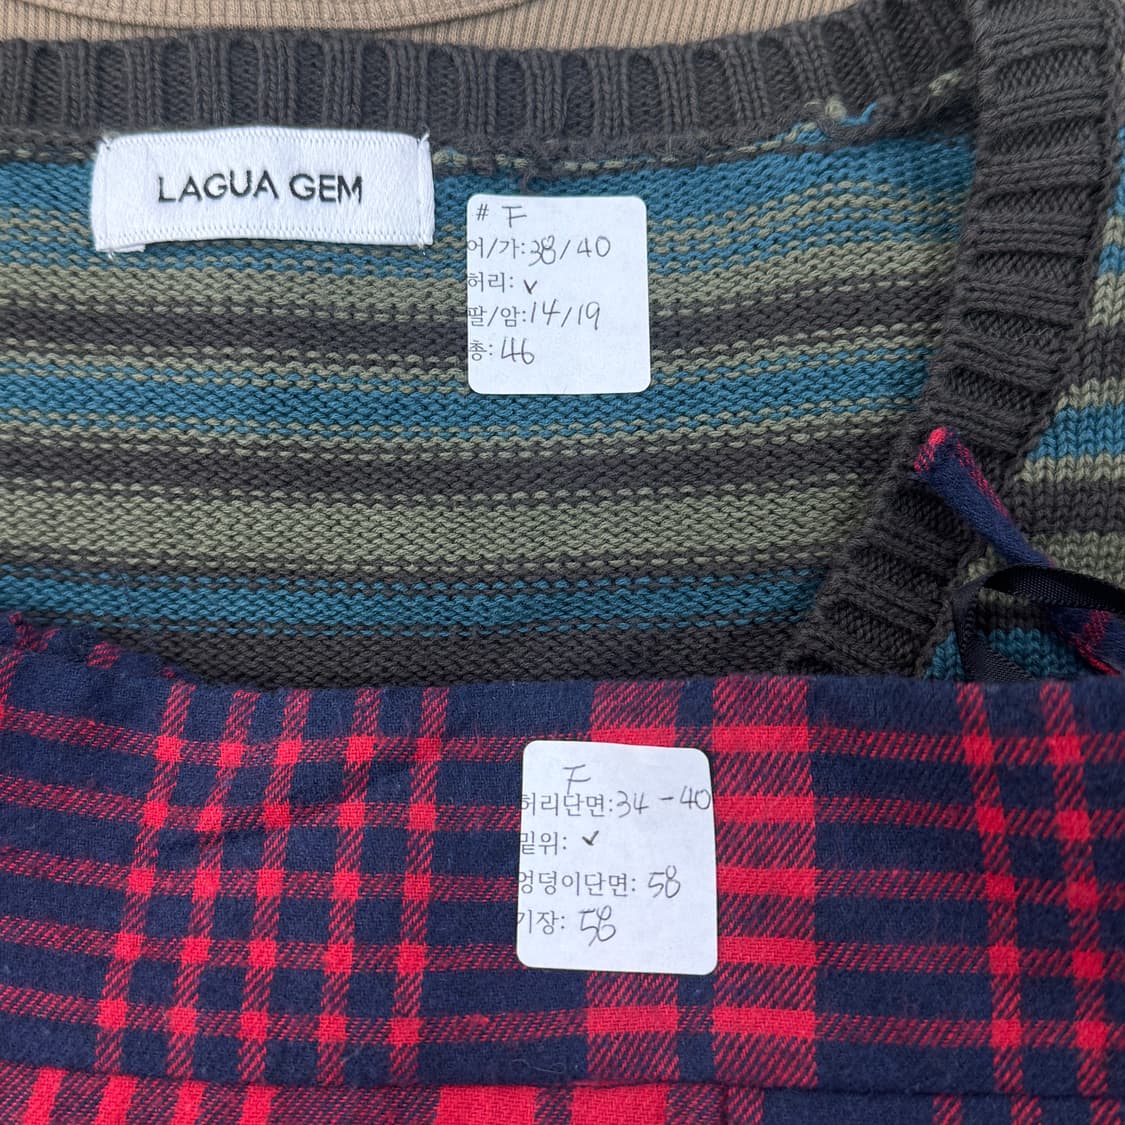 LAGUA GEM
# F
어/가:38/40
허리: ✓
팔/암:14/19
총:46
F
허리단면:34-40
밑위: ✓
엉덩이단면: 58
기장: 58